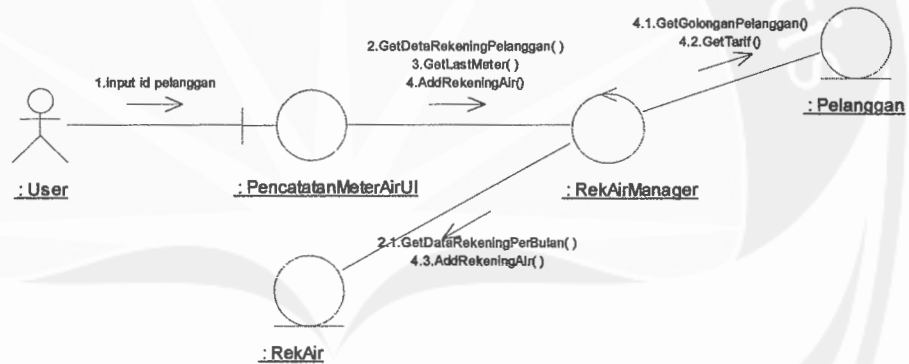 4.1.GetGolonganPelanggan()
4.2.GetTarif()
2.GetDetaRekeningPelanggan( )
3.GetLastMeter( )
4.AddRekeningAir()
1.input id pelanggan
: Pelanggan
: User
: PencatatanMeterAirUI
: RekAirManager
2.1.GetDataRekeningPerBulan( )
4.3.AddRekeningAir( )
: RekAir